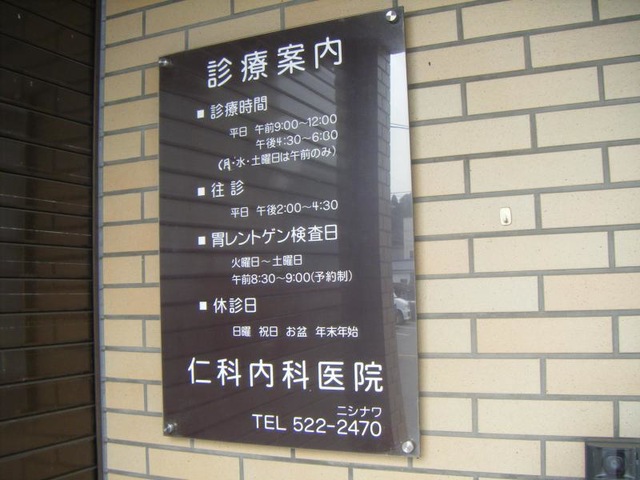 診療案内
■ 診療時間
平日 午前9:00～12:00
午後4:30～6:00
(月・水・土曜日は午前のみ)
■ 往診
平日 午後2:00～4:30
■ 胃レントゲン検査日
火曜日～土曜日
午前8:30～9:00(予約制)
■ 休診日
日曜 祝日 お盆 年末年始
仁科内科医院
ニシナワ
TEL 522-2470